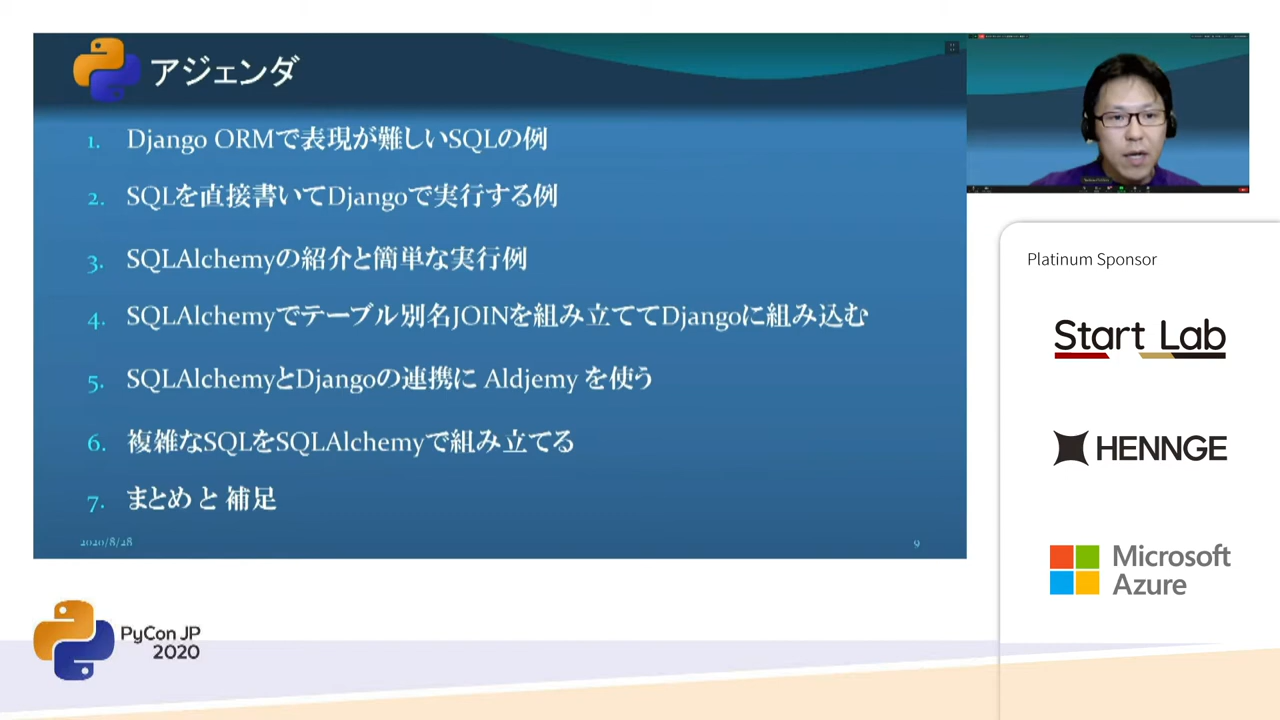 アジェンダ
1. Django ORMで表現が難しいSQLの例
2. SQLを直接書いてDjangoで実行する例
3. SQLAlchemyの紹介と簡単な実行例
4. SQLAlchemyでテーブル別名JOINを組み立ててDjangoに組み込む
5. SQLAlchemyとDjangoの連携に Aldjemy を使う
6. 複雑なSQLをSQLAlchemyで組み立てる
7. まとめ と 補足
2020/8/28
9
Platinum Sponsor
Start Lab
HENNGE
Microsoft
Azure
PyCon JP
2020